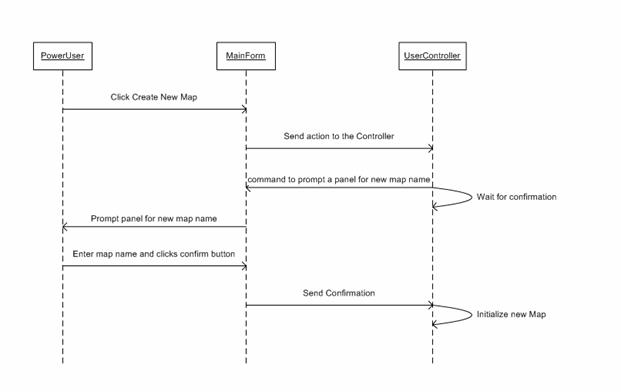 PowerUser
MainForm
UserController
Click Create New Map
Send action to the Controller
command to prompt a panel for new map name
Wait for confirmation
Prompt panel for new map name
Enter map name and clicks confirm button
Send Confirmation
Initialize new Map